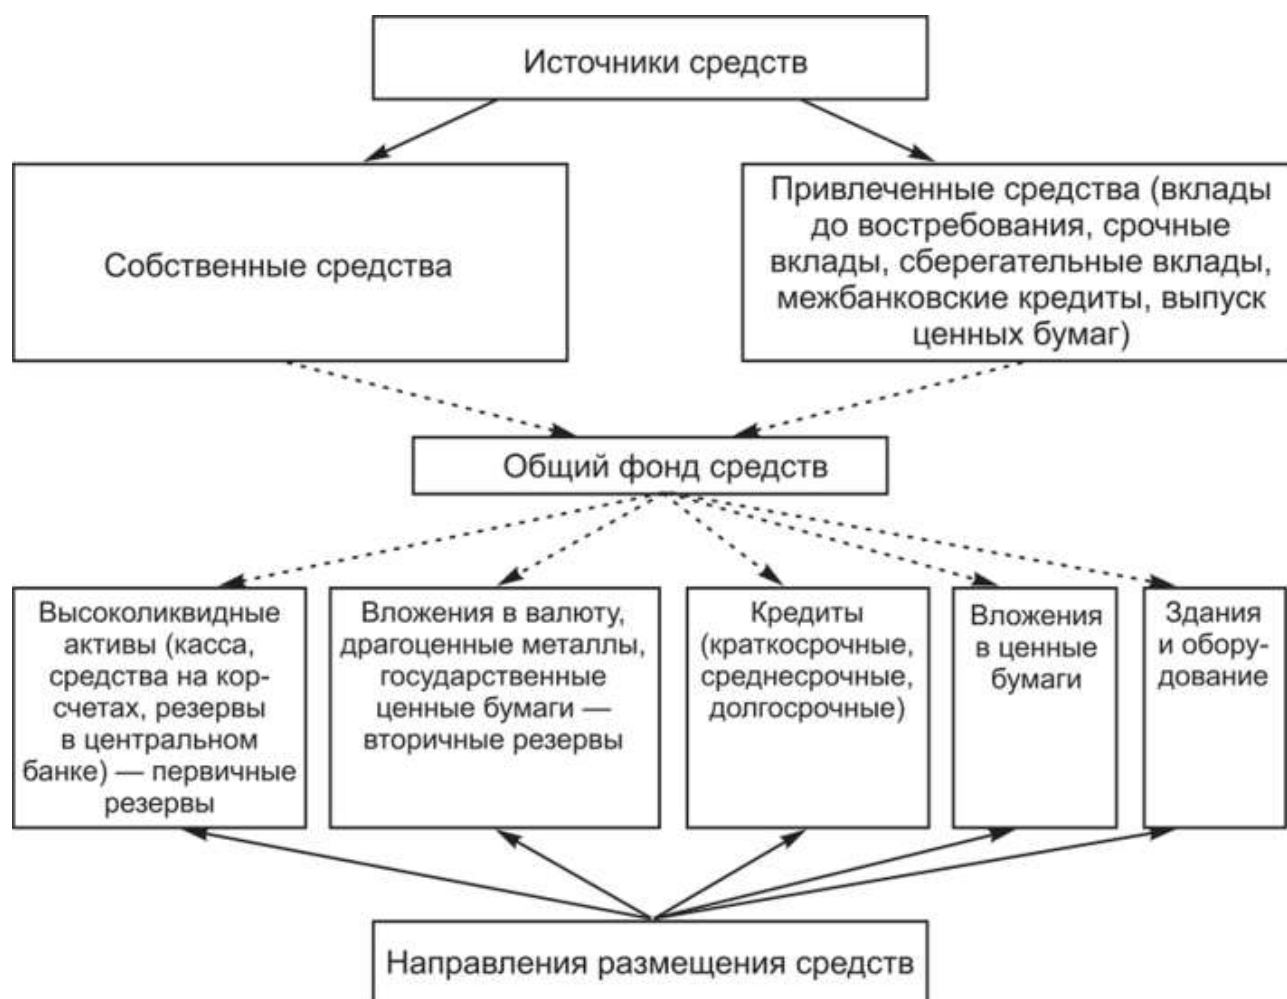 Источники средств
Собственные средства
Привлеченные средства (вклады
до востребования, срочные
вклады, сберегательные вклады,
межбанковские кредиты, выпуск
ценных бумаг)
Общий фонд средств
Высоколиквидные
активы (касса,
средства на кор-
счетах, резервы
в центральном
банке) — первичные
резервы
Вложения в валюту,
драгоценные металлы,
государственные
ценные бумаги —
вторичные резервы
Кредиты
(краткосрочные,
среднесрочные,
долгосрочные)
Вложения
в ценные
бумаги
Здания
и обору-
дование
Направления размещения средств